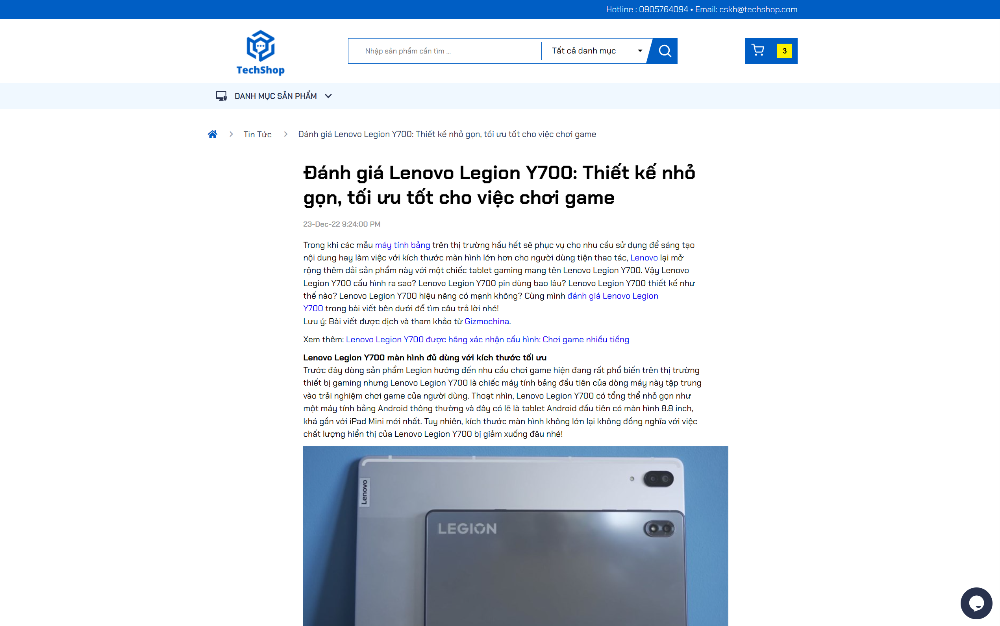 Hotline : 0905764094 • Email: cskh@techshop.com
TechShop
Nhập sản phẩm cần tìm ...
Tất cả danh mục
3
DANH MỤC SẢN PHẨM
Tin Tức
Đánh giá Lenovo Legion Y700: Thiết kế nhỏ gọn, tối ưu tốt cho việc chơi game
Đánh giá Lenovo Legion Y700: Thiết kế nhỏ
gọn, tối ưu tốt cho việc chơi game
23-Dec-22 9:24:00 PM
Trong khi các mẫu máy tính bảng trên thị trường hầu hết sẽ phục vụ cho nhu cầu sử dụng để sáng tạo
nội dung hay làm việc với kích thước màn hình lớn hơn cho người dùng tiện thao tác, Lenovo lại mở
rộng thêm dải sản phẩm này với một chiếc tablet gaming mang tên Lenovo Legion Y700. Vậy Lenovo
Legion Y700 cấu hình ra sao? Lenovo Legion Y700 pin dùng bao lâu? Lenovo Legion Y700 thiết kế như
thế nào? Lenovo Legion Y700 hiệu năng có mạnh không? Cùng mình đánh giá Lenovo Legion
Y700 trong bài viết bên dưới để tìm câu trả lời nhé!
Lưu ý: Bài viết được dịch và tham khảo từ Gizmochina.
Xem thêm: Lenovo Legion Y700 được hãng xác nhận cấu hình: Chơi game nhiều tiếng
Lenovo Legion Y700 màn hình đủ dùng với kích thước tối ưu
Trước đây dòng sản phẩm Legion hướng đến nhu cầu chơi game hiện đang rất phổ biến trên thị trường
thiết bị gaming nhưng Lenovo Legion Y700 là chiếc máy tính bảng đầu tiên của dòng máy này tập trung
vào trải nghiệm chơi game của người dùng. Thoạt nhìn, Lenovo Legion Y700 có tổng thể nhỏ gọn như
một máy tính bảng Android thông thường và đây có lẽ là tablet Android đầu tiên có màn hình 8.8 inch,
khá gần với iPad Mini mới nhất. Tuy nhiên, kích thước màn hình không lớn lại không đồng nghĩa với việc
chất lượng hiển thị của Lenovo Legion Y700 bị giảm xuống đâu nhé!
Lenovo
LEGION